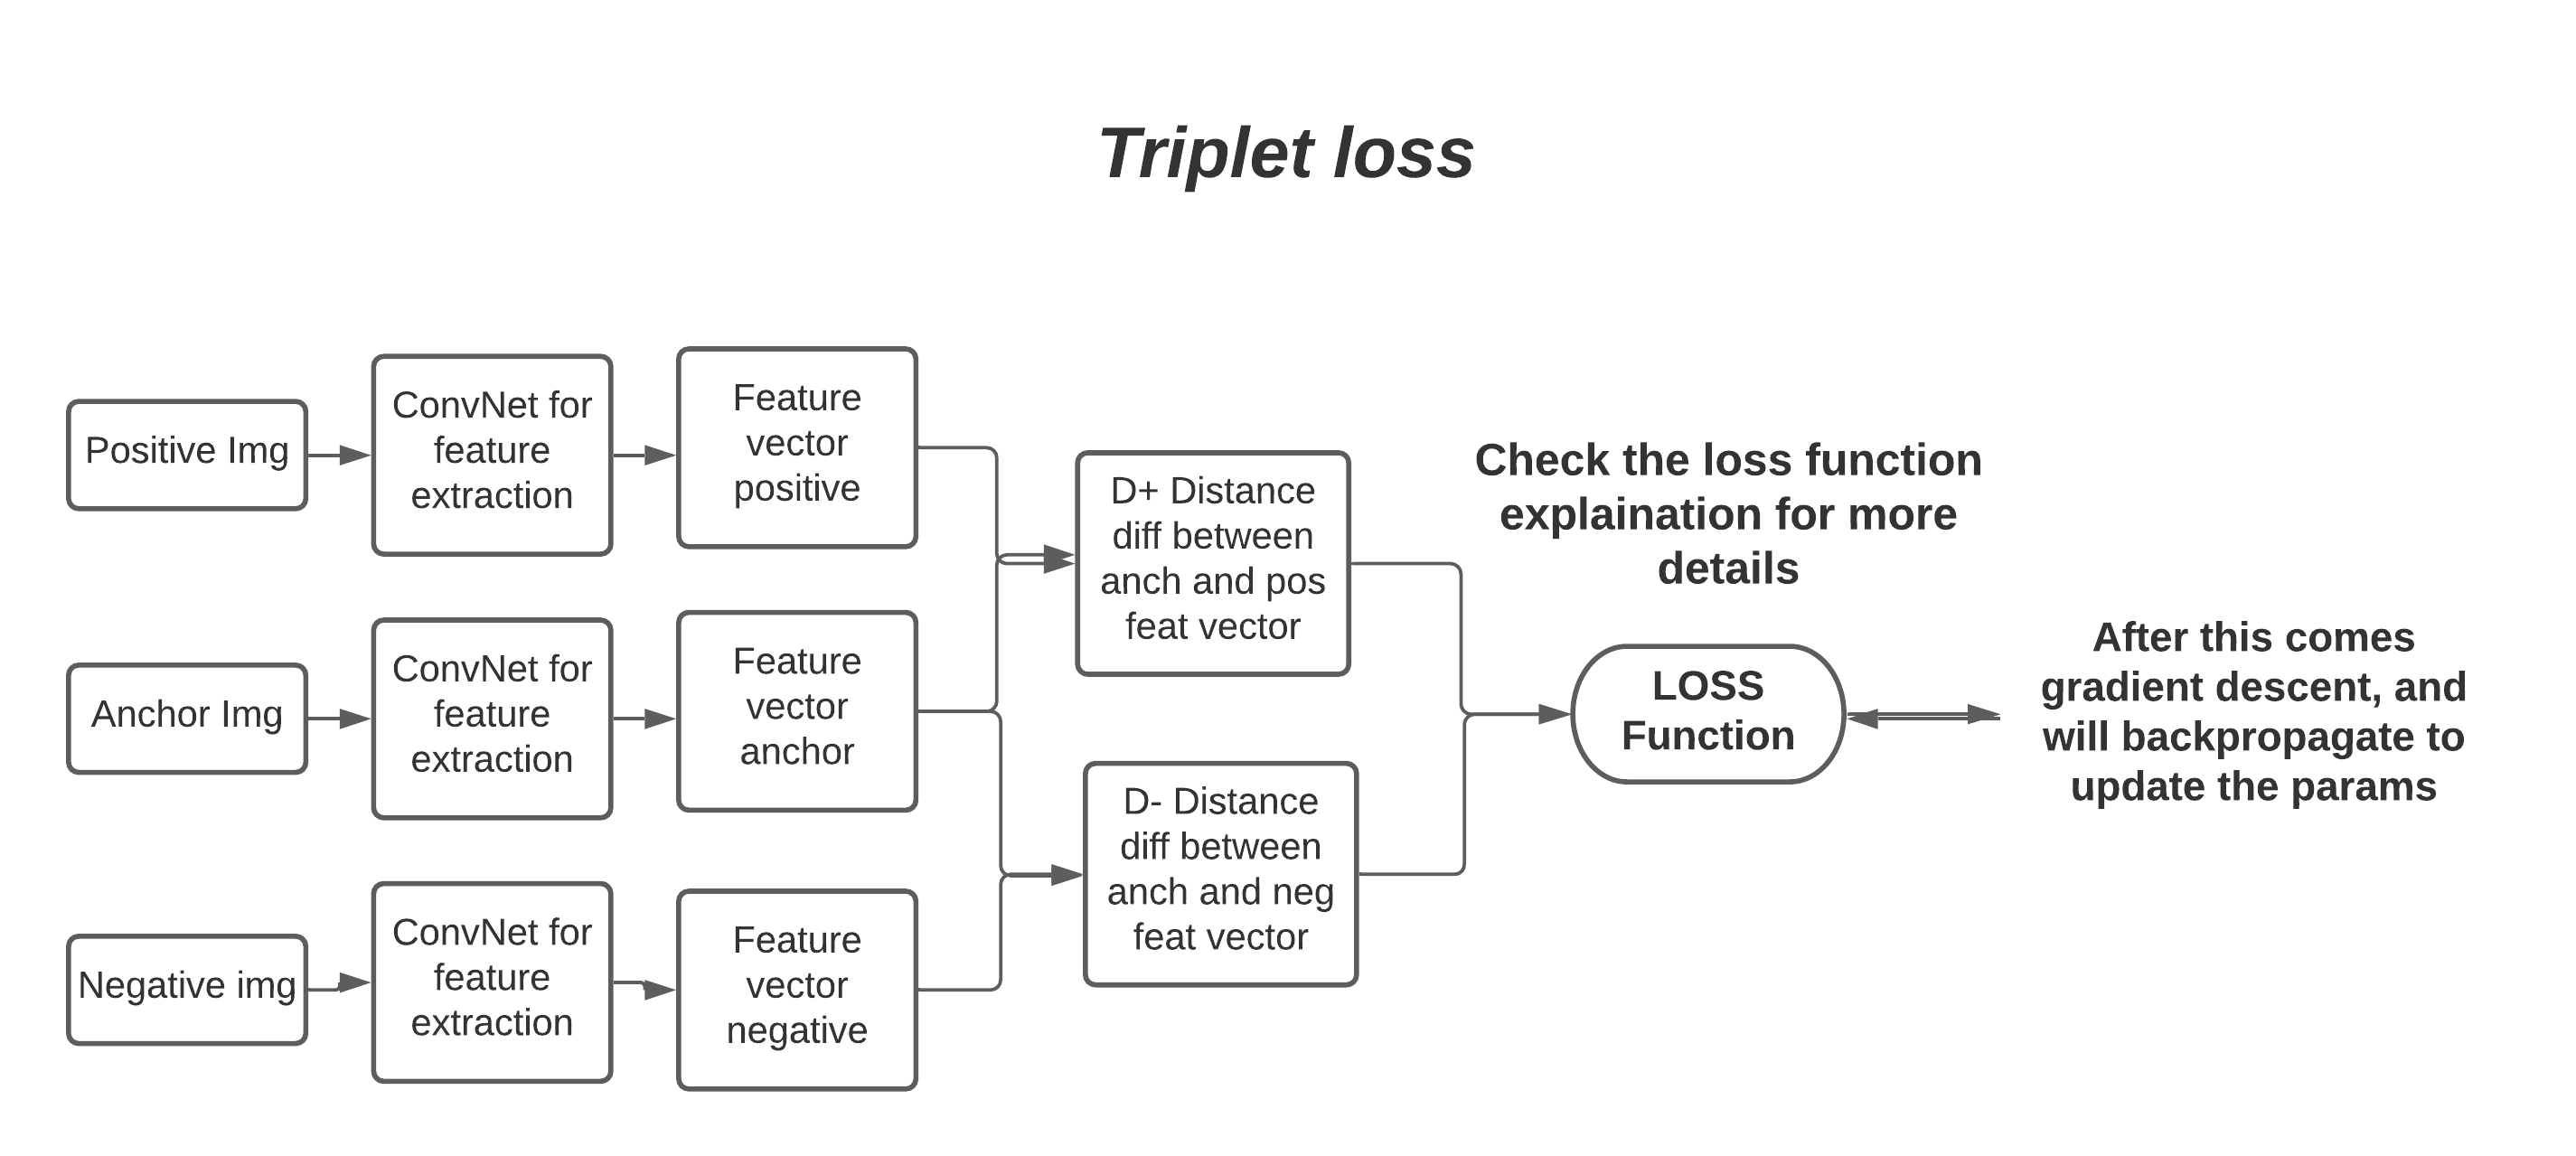 Triplet loss
Positive Img
ConvNet for
feature
extraction
Feature
vector
positive
Anchor Img
ConvNet for
feature
extraction
Feature
vector
anchor
Negative img
ConvNet for
feature
extraction
Feature
vector
negative
D+ Distance
diff between
anch and pos
feat vector
D- Distance
diff between
anch and neg
feat vector
Check the loss function
explaination for more
details
LOSS
Function
After this comes
gradient descent, and
will backpropagate to
update the params